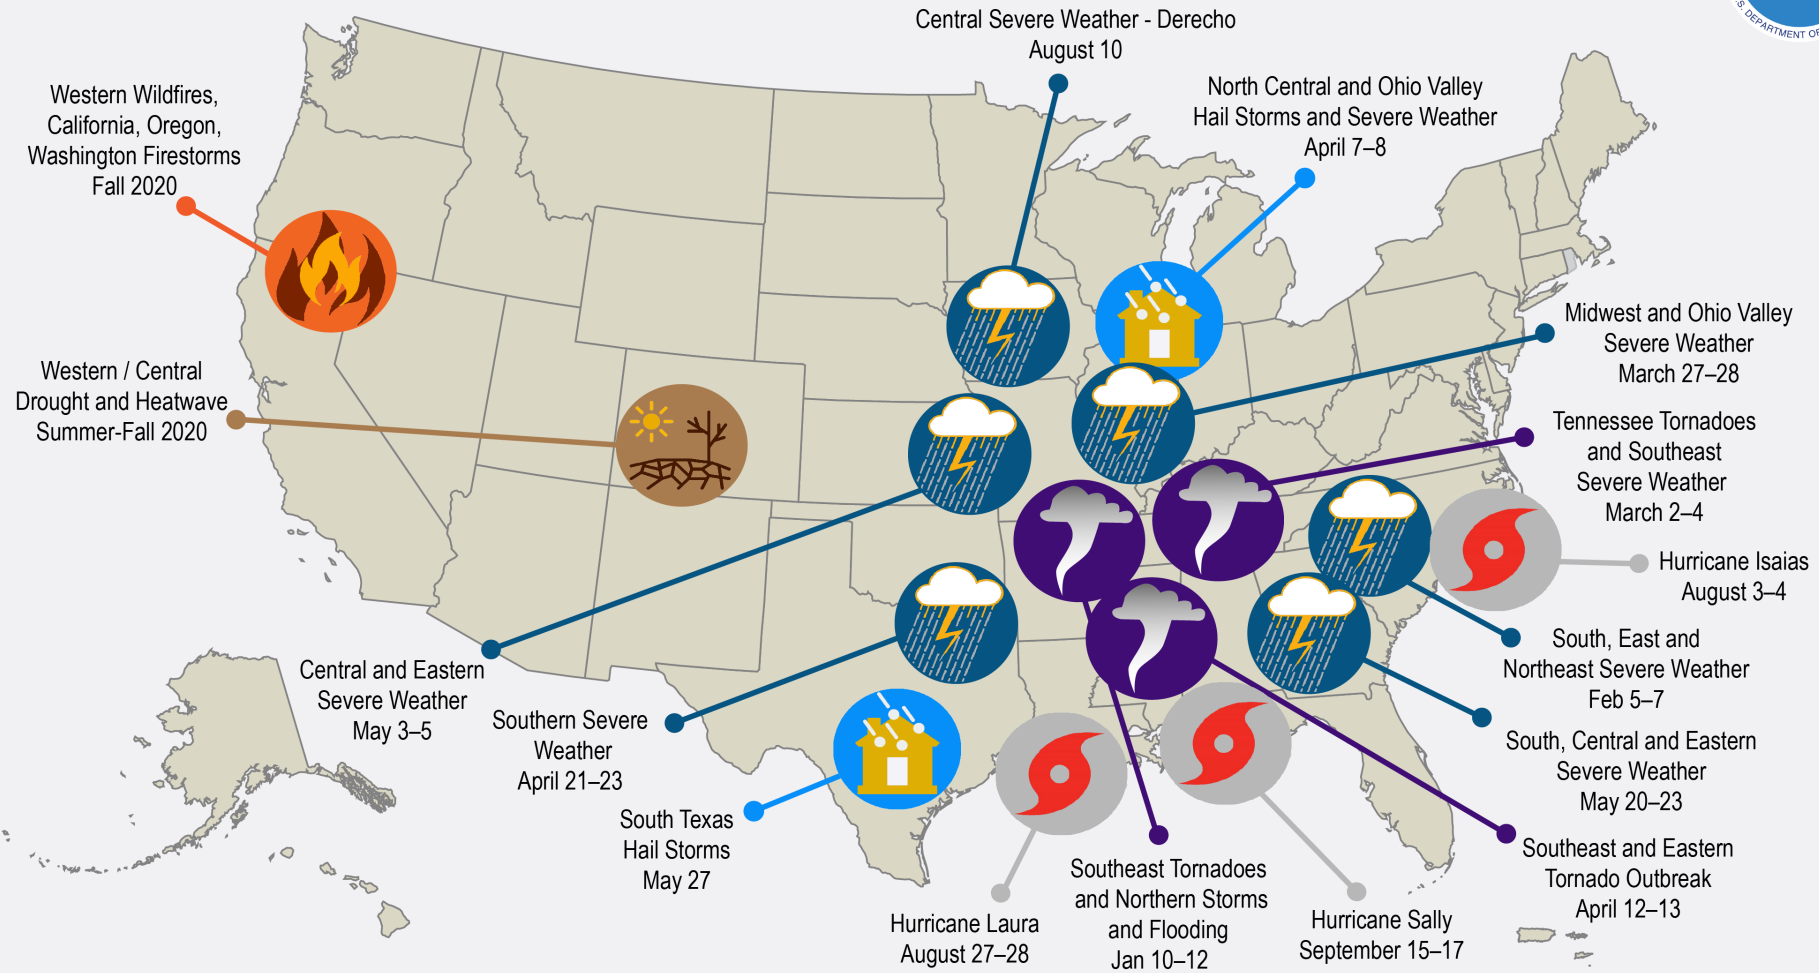 Central Severe Weather - Derecho
August 10
S. DEPARTMENT OF
North Central and Ohio Valley
Hail Storms and Severe Weather
April 7–8
Western Wildfires,
California, Oregon,
Washington Firestorms
Fall 2020
Midwest and Ohio Valley
Severe Weather
March 27–28
Western / Central
Drought and Heatwave
Summer-Fall 2020
Tennessee Tornadoes
and Southeast
Severe Weather
March 2–4
Hurricane Isaias
August 3–4
South, East and
Northeast Severe Weather
Feb 5–7
Central and Eastern
Severe Weather
May 3–5
Southern Severe
Weather
April 21–23
South, Central and Eastern
Severe Weather
May 20–23
South Texas
Hail Storms
May 27
Southeast and Eastern
Tornado Outbreak
April 12–13
Southeast Tornadoes
and Northern Storms
and Flooding
Jan 10–12
Hurricane Laura
August 27–28
Hurricane Sally
September 15–17